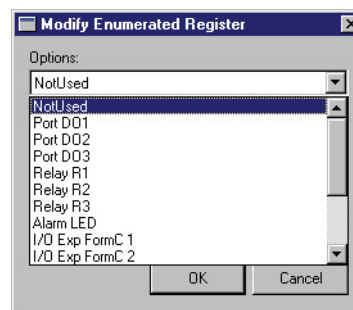 Modify Enumerated Register
Options:
NotUsed
NotUsed
Port DO1
Port DO2
Port DO3
Relay R1
Relay R2
Relay R3
Alarm LED
I/O Exp FormC 1
I/O Exp FormC 2
OK Cancel